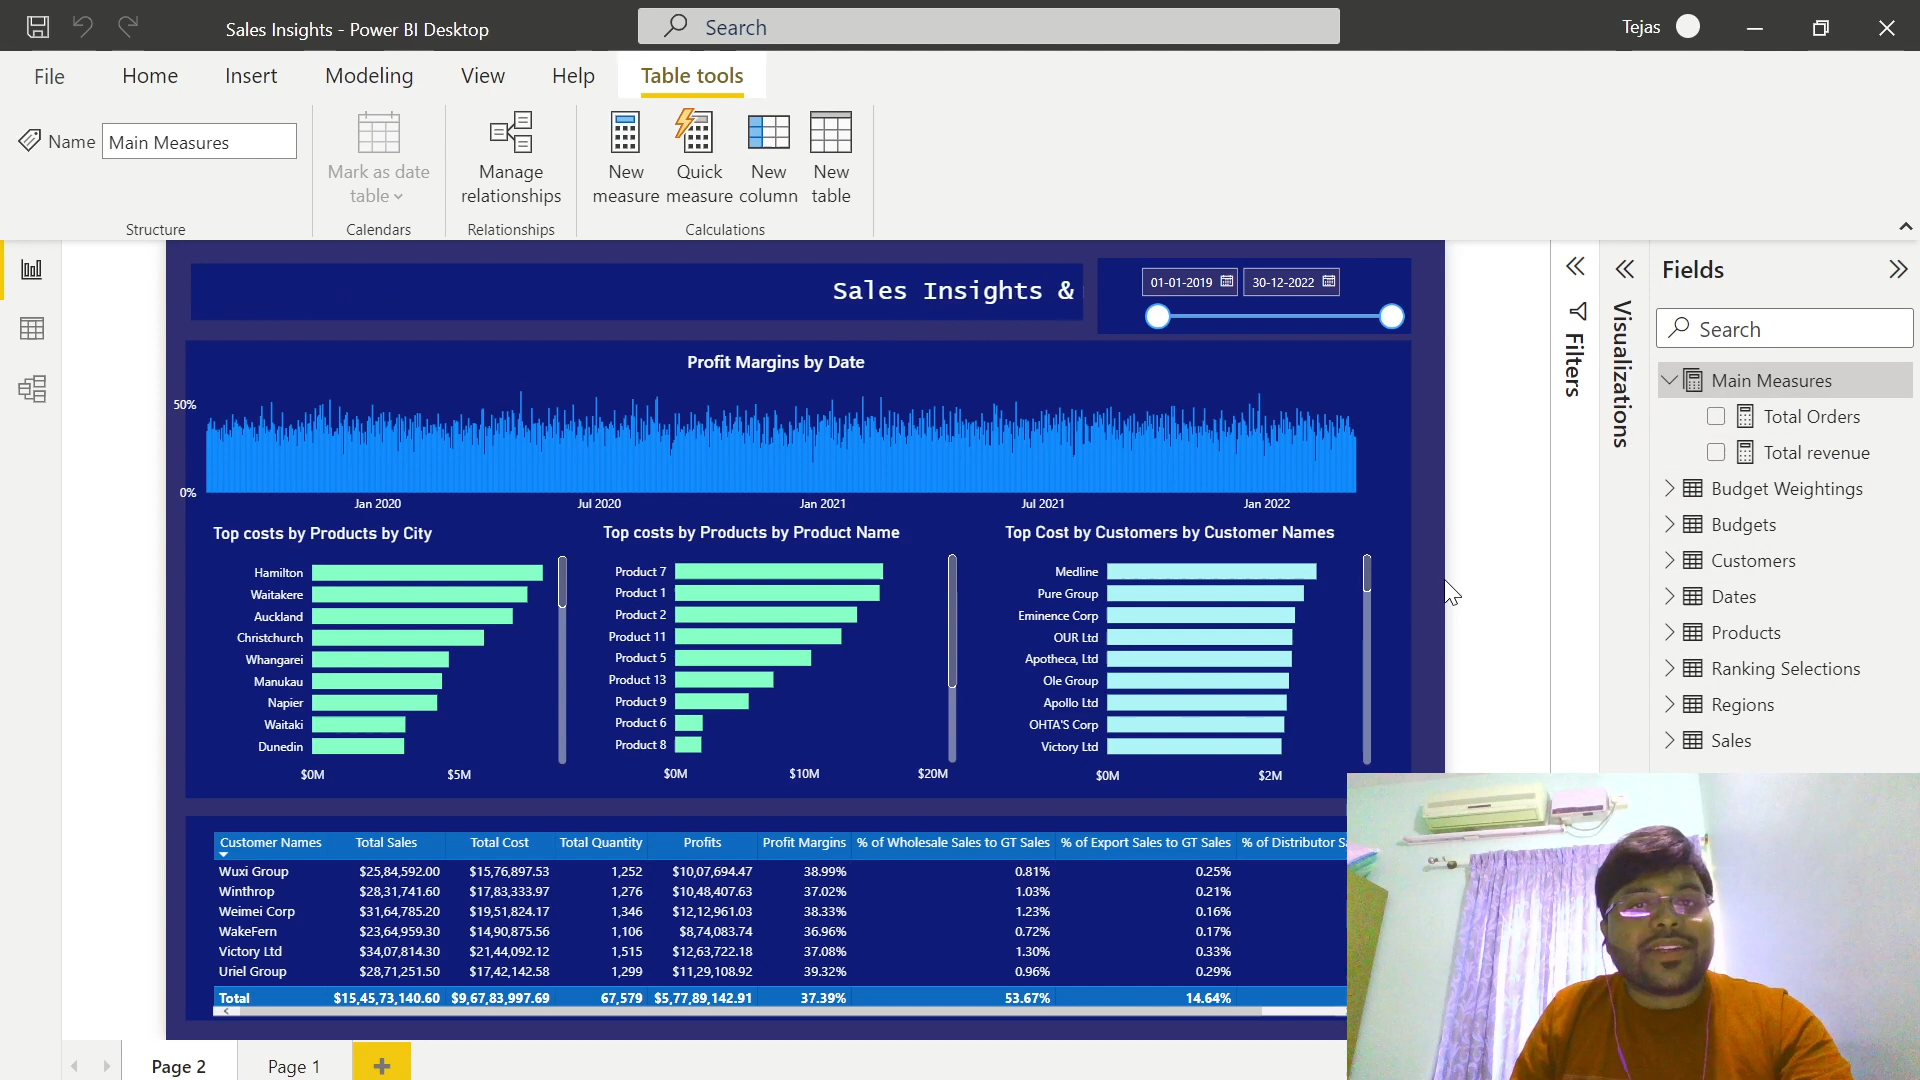 Sales Insights - Power BI Desktop
Search
Tejas
File
Home
Insert
Modeling
View
Help
Table tools
Name
Main Measures
Mark as date
table
Manage
relationships
New
measure
Quick
measure
New
column
New
table
Structure
Calendars
Relationships
Calculations
Sales Insights &
01-01-2019
30-12-2022
Profit Margins by Date
50%
0%
Jan 2020
Jul 2020
Jan 2021
Jul 2021
Jan 2022
Top costs by Products by City
Hamilton
Waitakere
Auckland
Christchurch
Whangarei
Manukau
Napier
Waitaki
Dunedin
$0M
$5M
Top costs by Products by Product Name
Product 7
Product 1
Product 2
Product 11
Product 5
Product 13
Product 9
Product 6
Product 8
$0M
$10M
$20M
Top Cost by Customers by Customer Names
Medline
Pure Group
Eminence Corp
OUR Ltd
Apotheca, Ltd
Ole Group
Apollo Ltd
OHTA'S Corp
Victory Ltd
$0M
$2M
Customer Names Total Sales Total Cost Total Quantity Profits Profit Margins % of Wholesale Sales to GT Sales % of Export Sales to GT Sales % of Distributor Sa
Wuxi Group $25,84,592.00 $15,76,897.53 1,252 $10,07,694.47 38.99% 0.81% 0.25%
Winthrop $28,31,741.60 $17,83,333.97 1,276 $10,48,407.63 37.02% 1.03% 0.21%
Weimei Corp $31,64,785.20 $19,51,824.17 1,346 $12,12,961.03 38.33% 1.23% 0.16%
WakeFern $23,64,959.30 $14,90,875.56 1,106 $8,74,083.74 36.96% 0.72% 0.17%
Victory Ltd $34,07,814.30 $21,44,092.12 1,515 $12,63,722.18 37.08% 1.30% 0.33%
Uriel Group $28,71,251.50 $17,42,142.58 1,299 $11,29,108.92 39.32% 0.96% 0.29%
Total $15,45,73,140.60 $9,67,83,997.69 67,579 $5,77,89,142.91 37.39% 53.67% 14.64%
Page 2
Page 1
Filters
Visualizations
Fields
Search
Main Measures
Total Orders
Total revenue
Budget Weightings
Budgets
Customers
Dates
Products
Ranking Selections
Regions
Sales